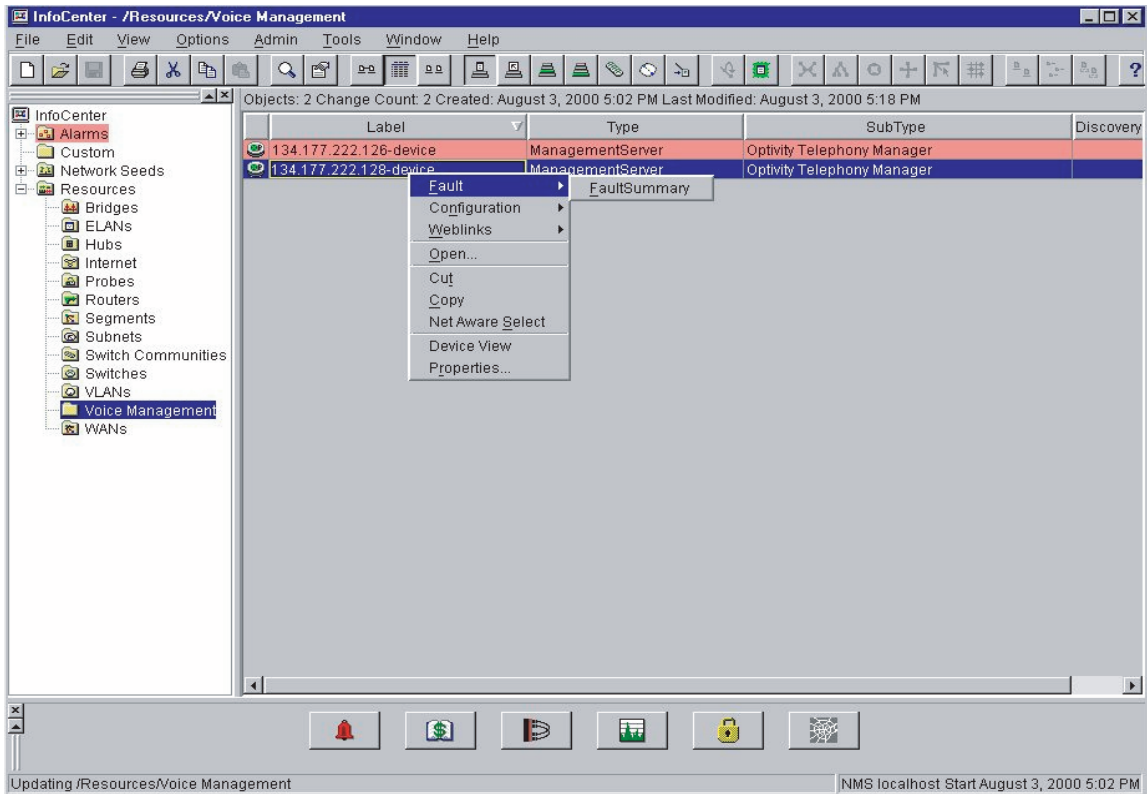 InfoCenter - /Resources/Voice Management
File Edit View Options Admin Tools Window Help
Objects: 2 Change Count: 2 Created: August 3, 2000 5:02 PM Last Modified: August 3, 2000 5:18 PM
InfoCenter
Alarms
Custom
Network Seeds
Resources
Bridges
ELANs
Hubs
Internet
Probes
Routers
Segments
Subnets
Switch Communities
Switches
VLANs
Voice Management
WANs
Label Type SubType Discovery
134.177.222.126-device ManagementServer Optivity Telephony Manager
134.177.222.128-device ManagementServer Optivity Telephony Manager
Fault
FaultSummary
Configuration
Weblinks
Open...
Cut
Copy
Net Aware Select
Device View
Properties...
Updating /Resources/Voice Management
NMS localhost Start August 3, 2000 5:02 PM